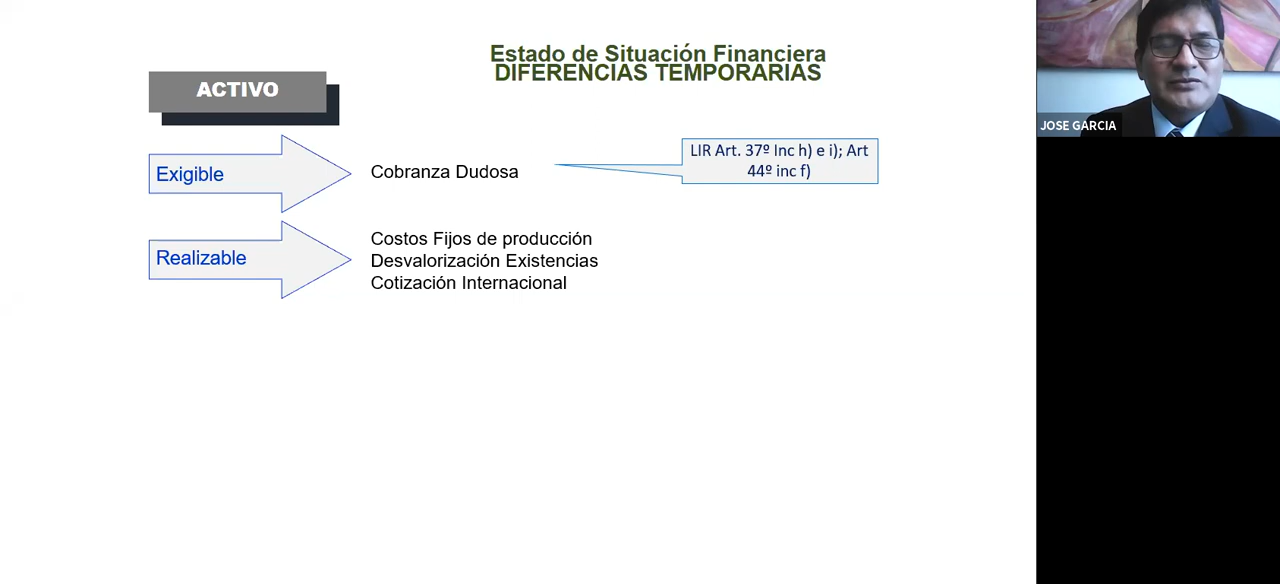 Estado de Situación Financiera
DIFERENCIAS TEMPORARIAS
ACTIVO
JOSE GARCIA
Exigible
Cobranza Dudosa
LIR Art. 37º Inc h) e i); Art
44º inc f)
Realizable
Costos Fijos de producción
Desvalorización Existencias
Cotización Internacional